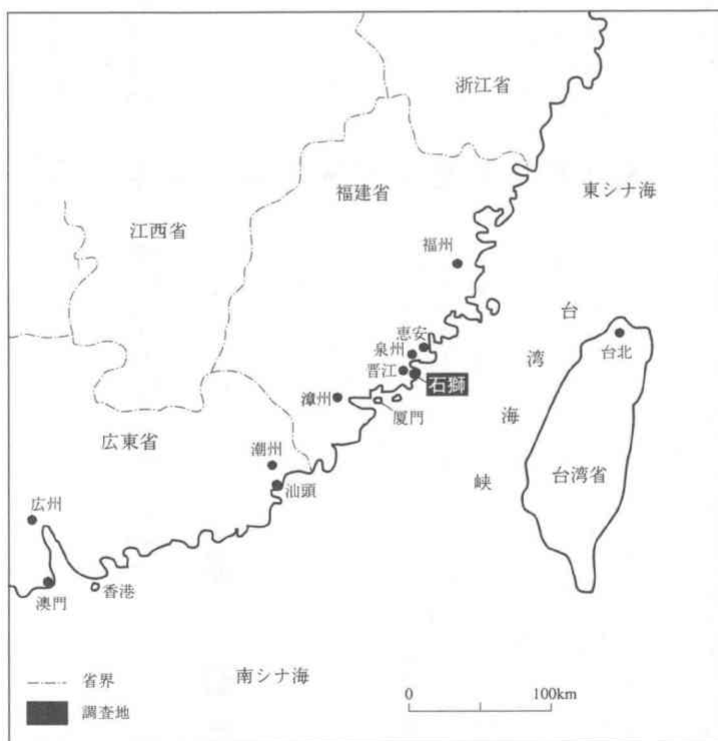 浙江省
東シナ海
福建省
江西省
福州
台湾海峡
恵安
泉州
晋江
石獅
台北
漳州
厦門
広東省
潮州
汕頭
台湾省
広州
香港
澳門
南シナ海
省界
調査地
0 100km